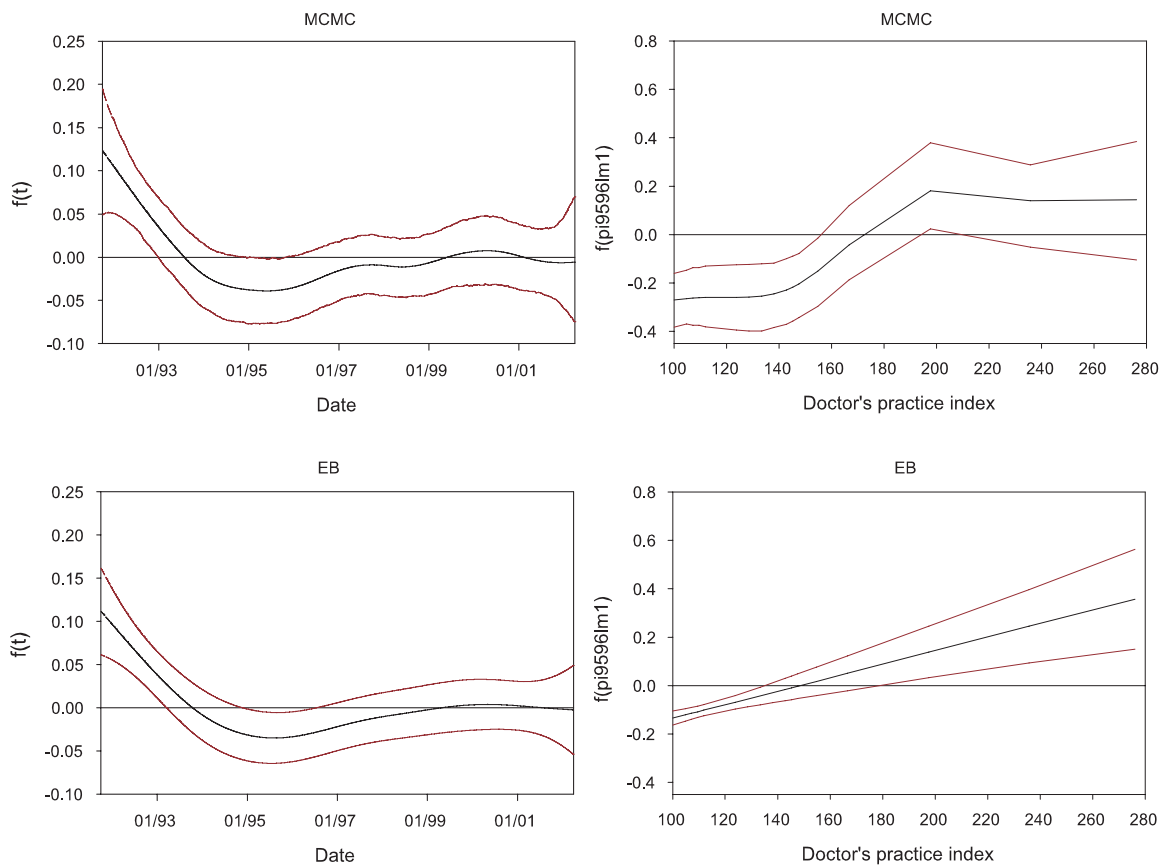 MCMC
0.25
0.20
0.15
0.10
0.05
0.00
-0.05
-0.10
f(t)
01/93 01/95 01/97 01/99 01/01
Date
MCMC
0.8
0.6
0.4
0.2
0.0
-0.2
-0.4
f(pi9596lm1)
100 120 140 160 180 200 220 240 260 280
Doctor's practice index
EB
0.25
0.20
0.15
0.10
0.05
0.00
-0.05
-0.10
f(t)
01/93 01/95 01/97 01/99 01/01
Date
EB
0.8
0.6
0.4
0.2
0.0
-0.2
-0.4
f(pi9596lm1)
100 120 140 160 180 200 220 240 260 280
Doctor's practice index